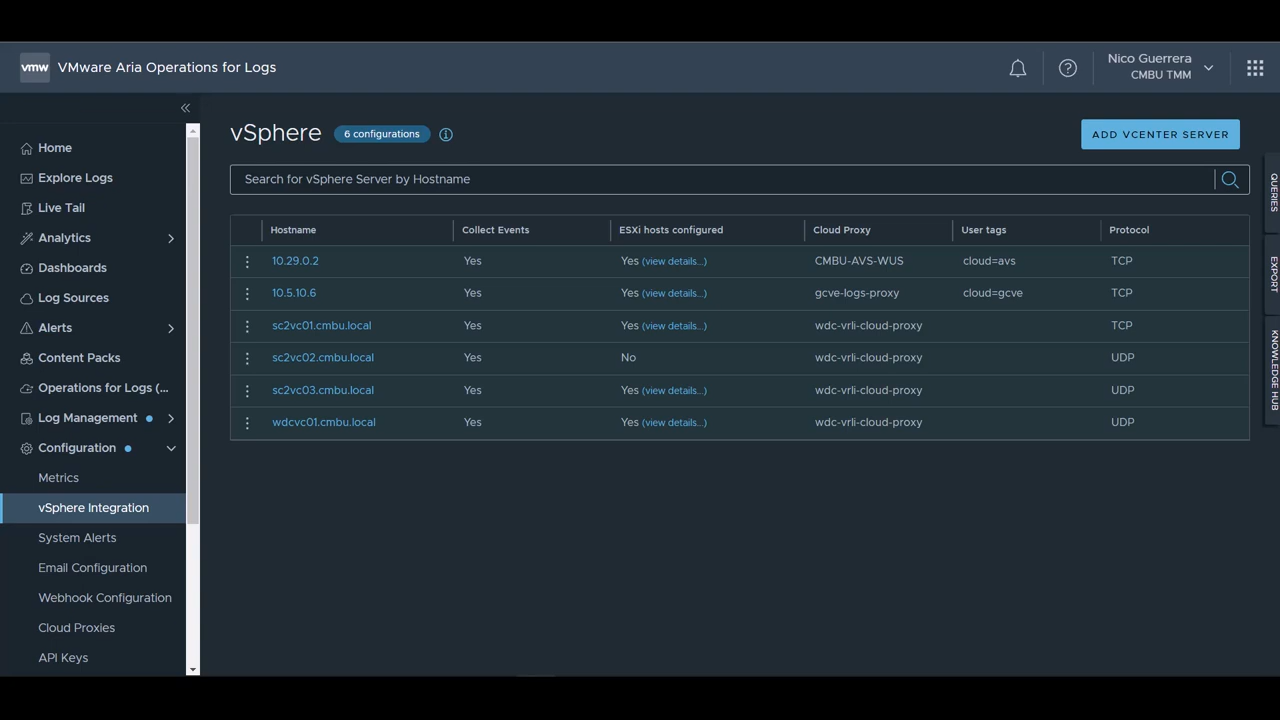 vmw VMware Aria Operations for Logs
Nico Guerrera
CMBU TMM
Home
Explore Logs
Live Tail
Analytics
Dashboards
Log Sources
Alerts
Content Packs
Operations for Logs (...
Log Management
Configuration
Metrics
vSphere Integration
System Alerts
Email Configuration
Webhook Configuration
Cloud Proxies
API Keys
vSphere 6 configurations
ADD VCENTER SERVER
Search for vSphere Server by Hostname
Hostname Collect Events ESXi hosts configured Cloud Proxy User tags Protocol
10.29.0.2 Yes Yes (view details...) CMBU-AVS-WUS cloud=avs TCP
10.5.10.6 Yes Yes (view details...) gcve-logs-proxy cloud=gcve TCP
sc2vc01.cmbu.local Yes Yes (view details...) wdc-vrli-cloud-proxy TCP
sc2vc02.cmbu.local Yes No wdc-vrli-cloud-proxy UDP
sc2vc03.cmbu.local Yes Yes (view details...) wdc-vrli-cloud-proxy UDP
wdcvc01.cmbu.local Yes Yes (view details...) wdc-vrli-cloud-proxy UDP
QUERIES
EXPORT
KNOWLEDGE HUB